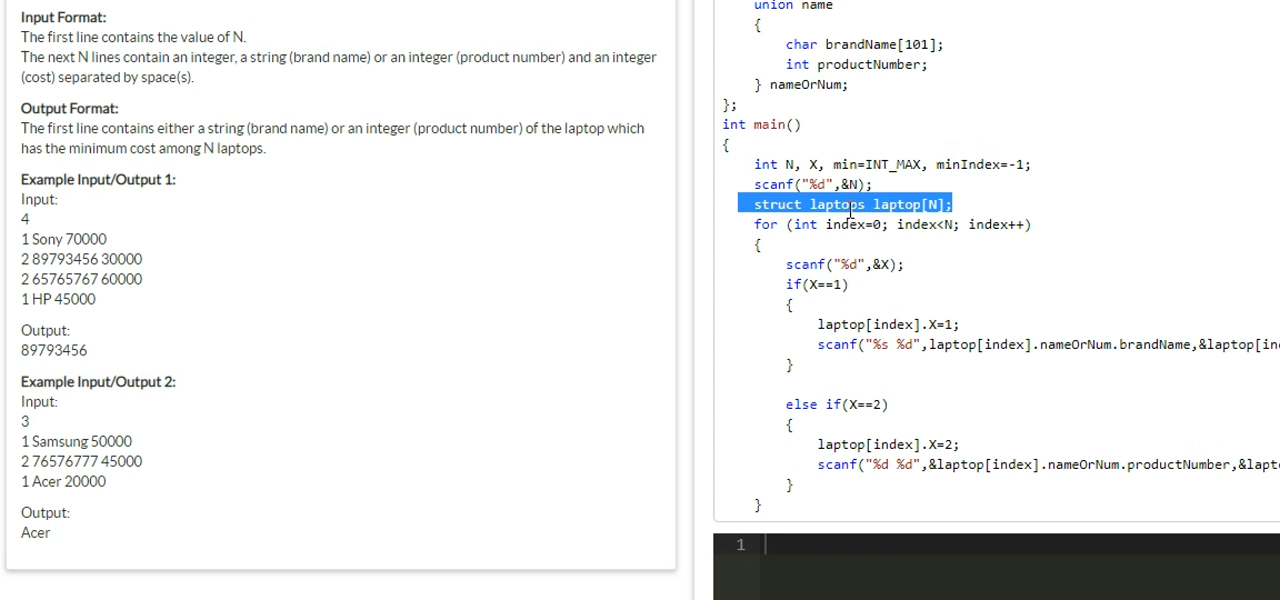 Input Format:
The first line contains the value of N.
The next N lines contain an integer, a string (brand name) or an integer (product number) and an integer
(cost) separated by space(s).
Output Format:
The first line contains either a string (brand name) or an integer (product number) of the laptop which
has the minimum cost among N laptops.
Example Input/Output 1:
Input:
4
1 Sony 70000
2 89793456 30000
2 65765767 60000
1 HP 45000
Output:
89793456
Example Input/Output 2:
Input:
3
1 Samsung 50000
2 76576777 45000
1 Acer 20000
Output:
Acer
union name
{
char brandName[101];
int productNumber;
} nameOrNum;
};
int main()
{
int N, X, min=INT_MAX, minIndex=-1;
scanf("%d",&N);
struct laptops laptop[N];
for (int index=0; index<N; index++)
{
scanf("%d",&X);
if(X==1)
{
laptop[index].X=1;
scanf("%s %d",laptop[index].nameOrNum.brandName,&laptop[in
}
else if(X==2)
{
laptop[index].X=2;
scanf("%d %d",&laptop[index].nameOrNum.productNumber,&lapt
}
}
1